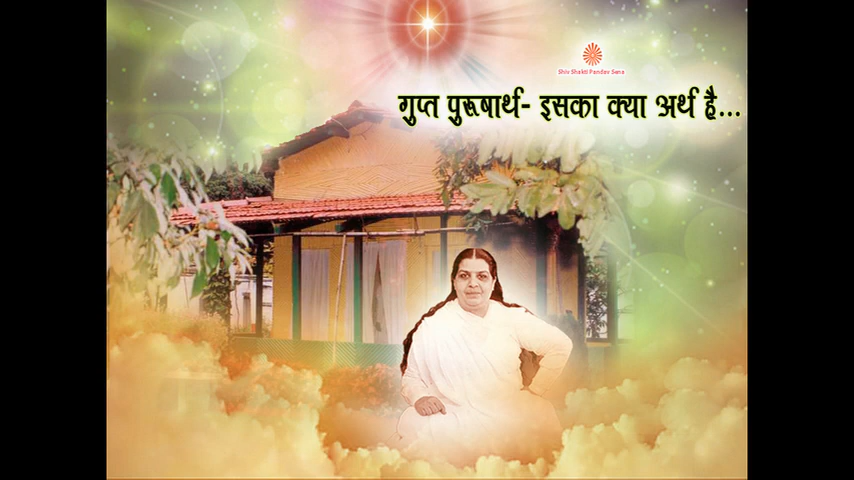 Shiv Shakti Pandav Sena
गुप्त पुरूषार्थ- इसका क्या अर्थ है...